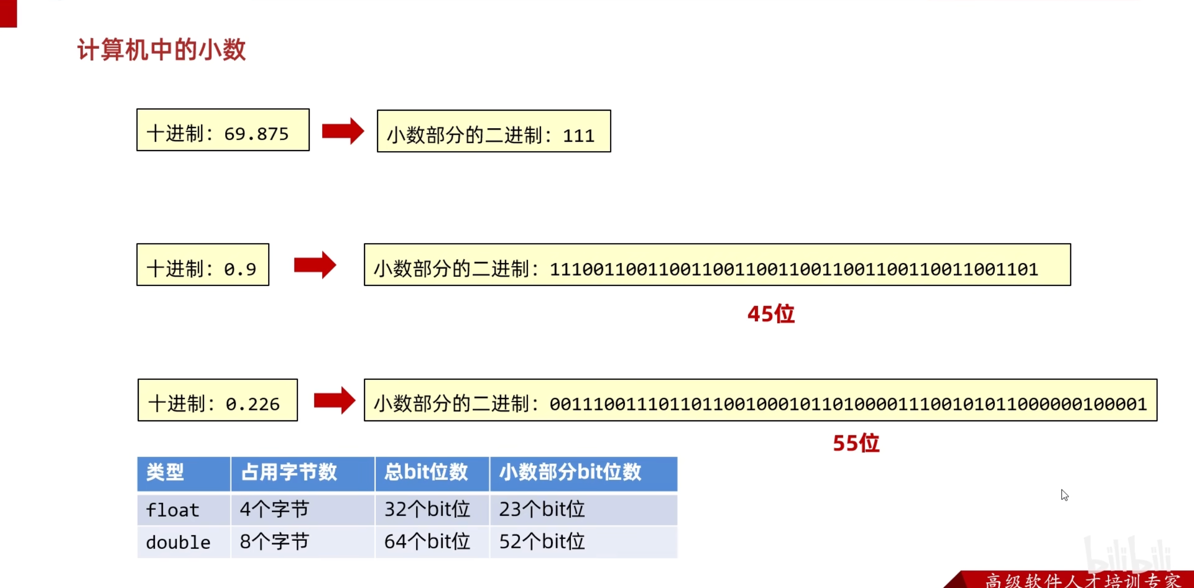 计算机中的小数
十进制：69.875
小数部分的二进制：111
十进制：0.9
小数部分的二进制：111001100110011001100110011001100110011001101
45位
十进制：0.226
小数部分的二进制：0011100111011011001000101101000011100101011000000100001
55位
类型 占用字节数 总bit位数 小数部分bit位数
float 4个字节 32个bit位 23个bit位
double 8个字节 64个bit位 52个bit位
bilibili
高级软件人才培训专家